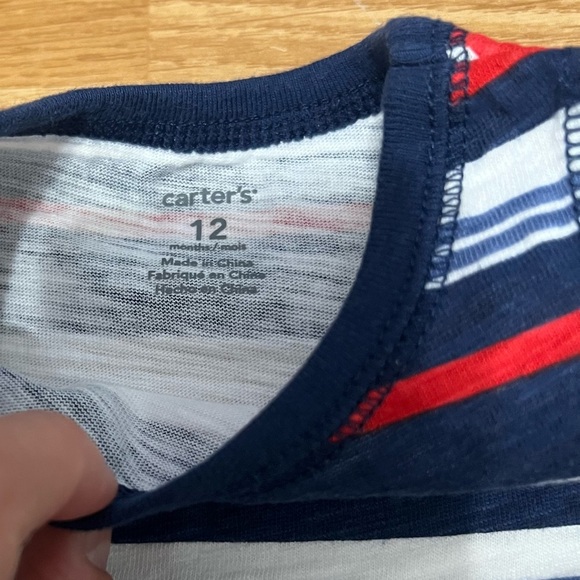 carter's
12
months/mois
Made in China
Fabriqué en Chine
Hecho en China